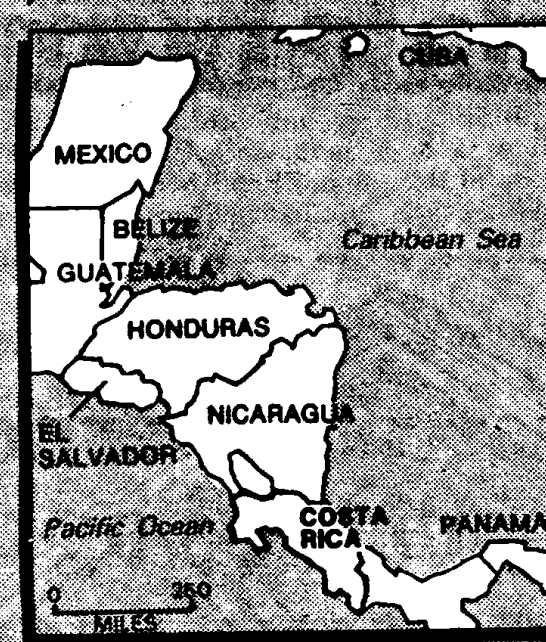 CUBA
MEXICO
BELIZE
Caribbean Sea
GUATEMALA
HONDURAS
NICARAGUA
EL
SALVADOR
COSTA
RICA
PANAMA
Pacific Ocean
0 350
MILES